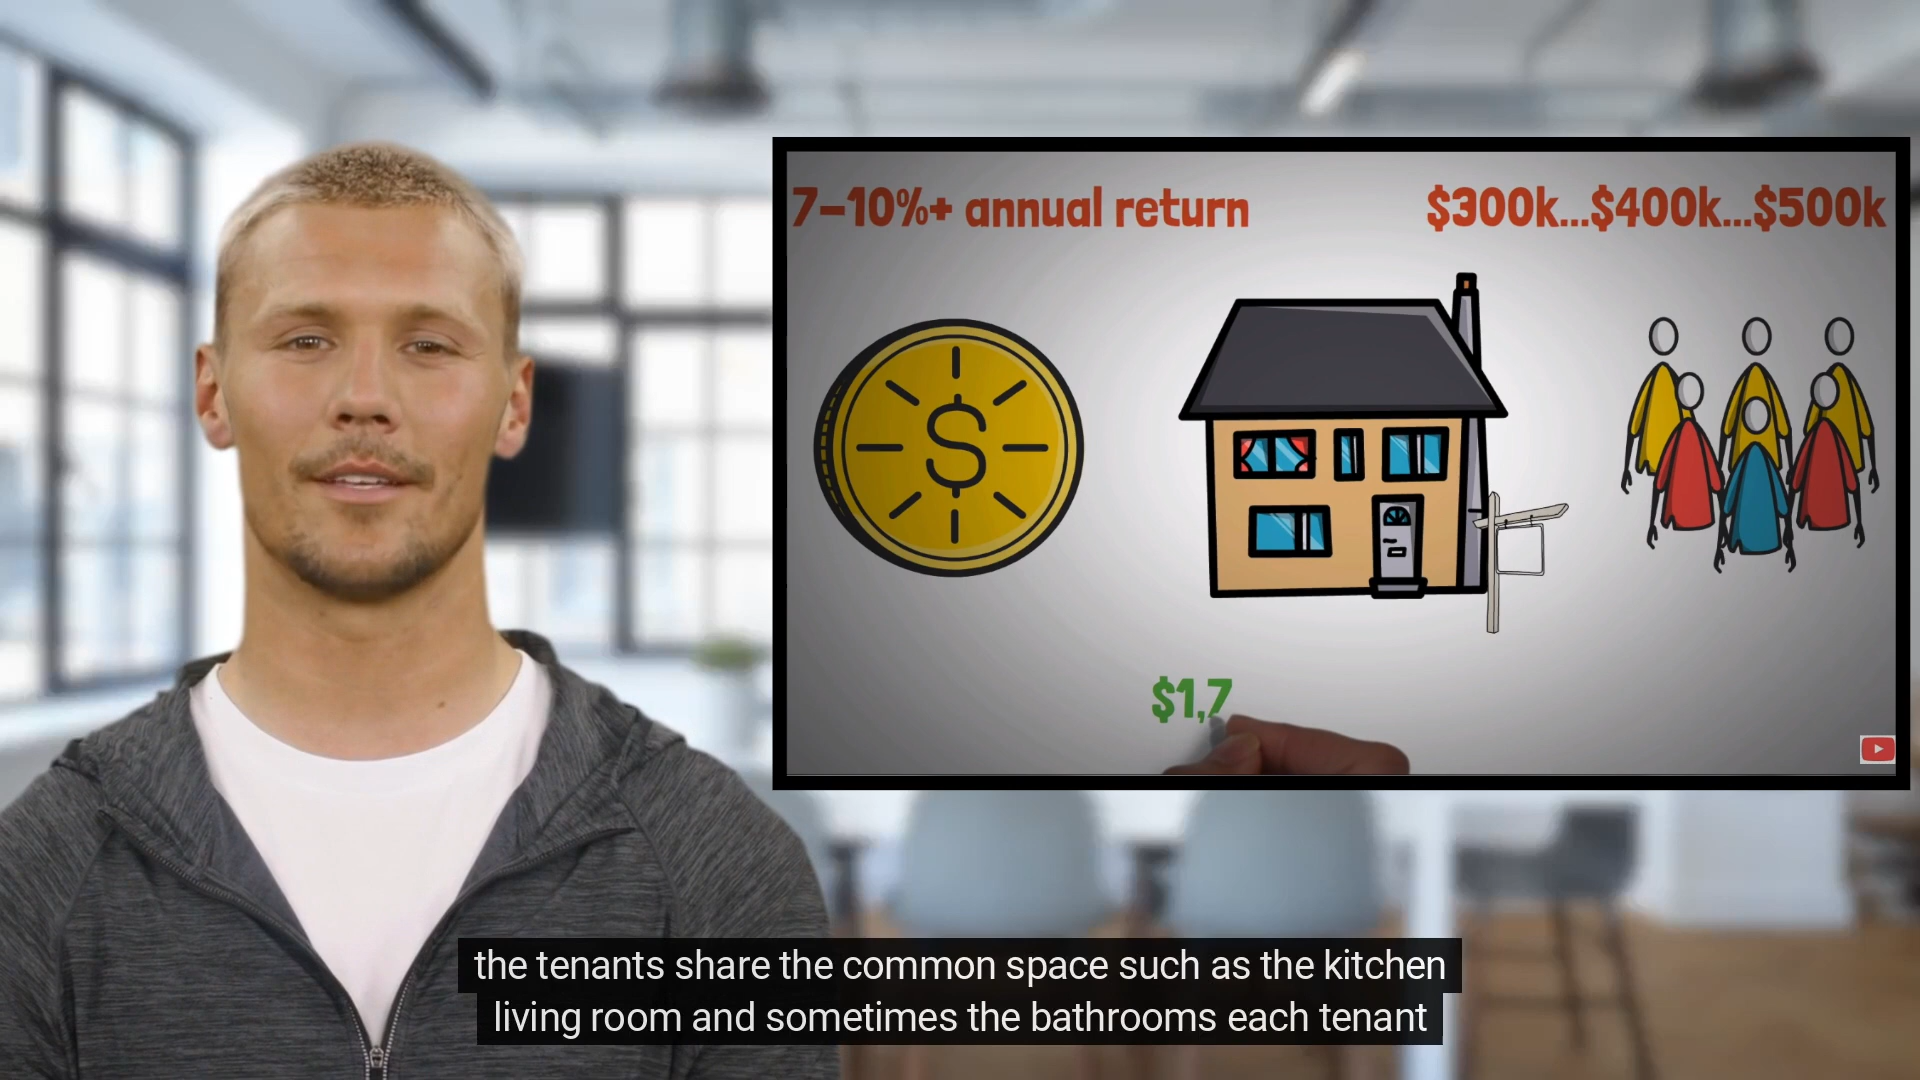 7-10%+ annual return
$300k...$400k...$500k
$
$1,7
the tenants share the common space such as the kitchen
living room and sometimes the bathrooms each tenant